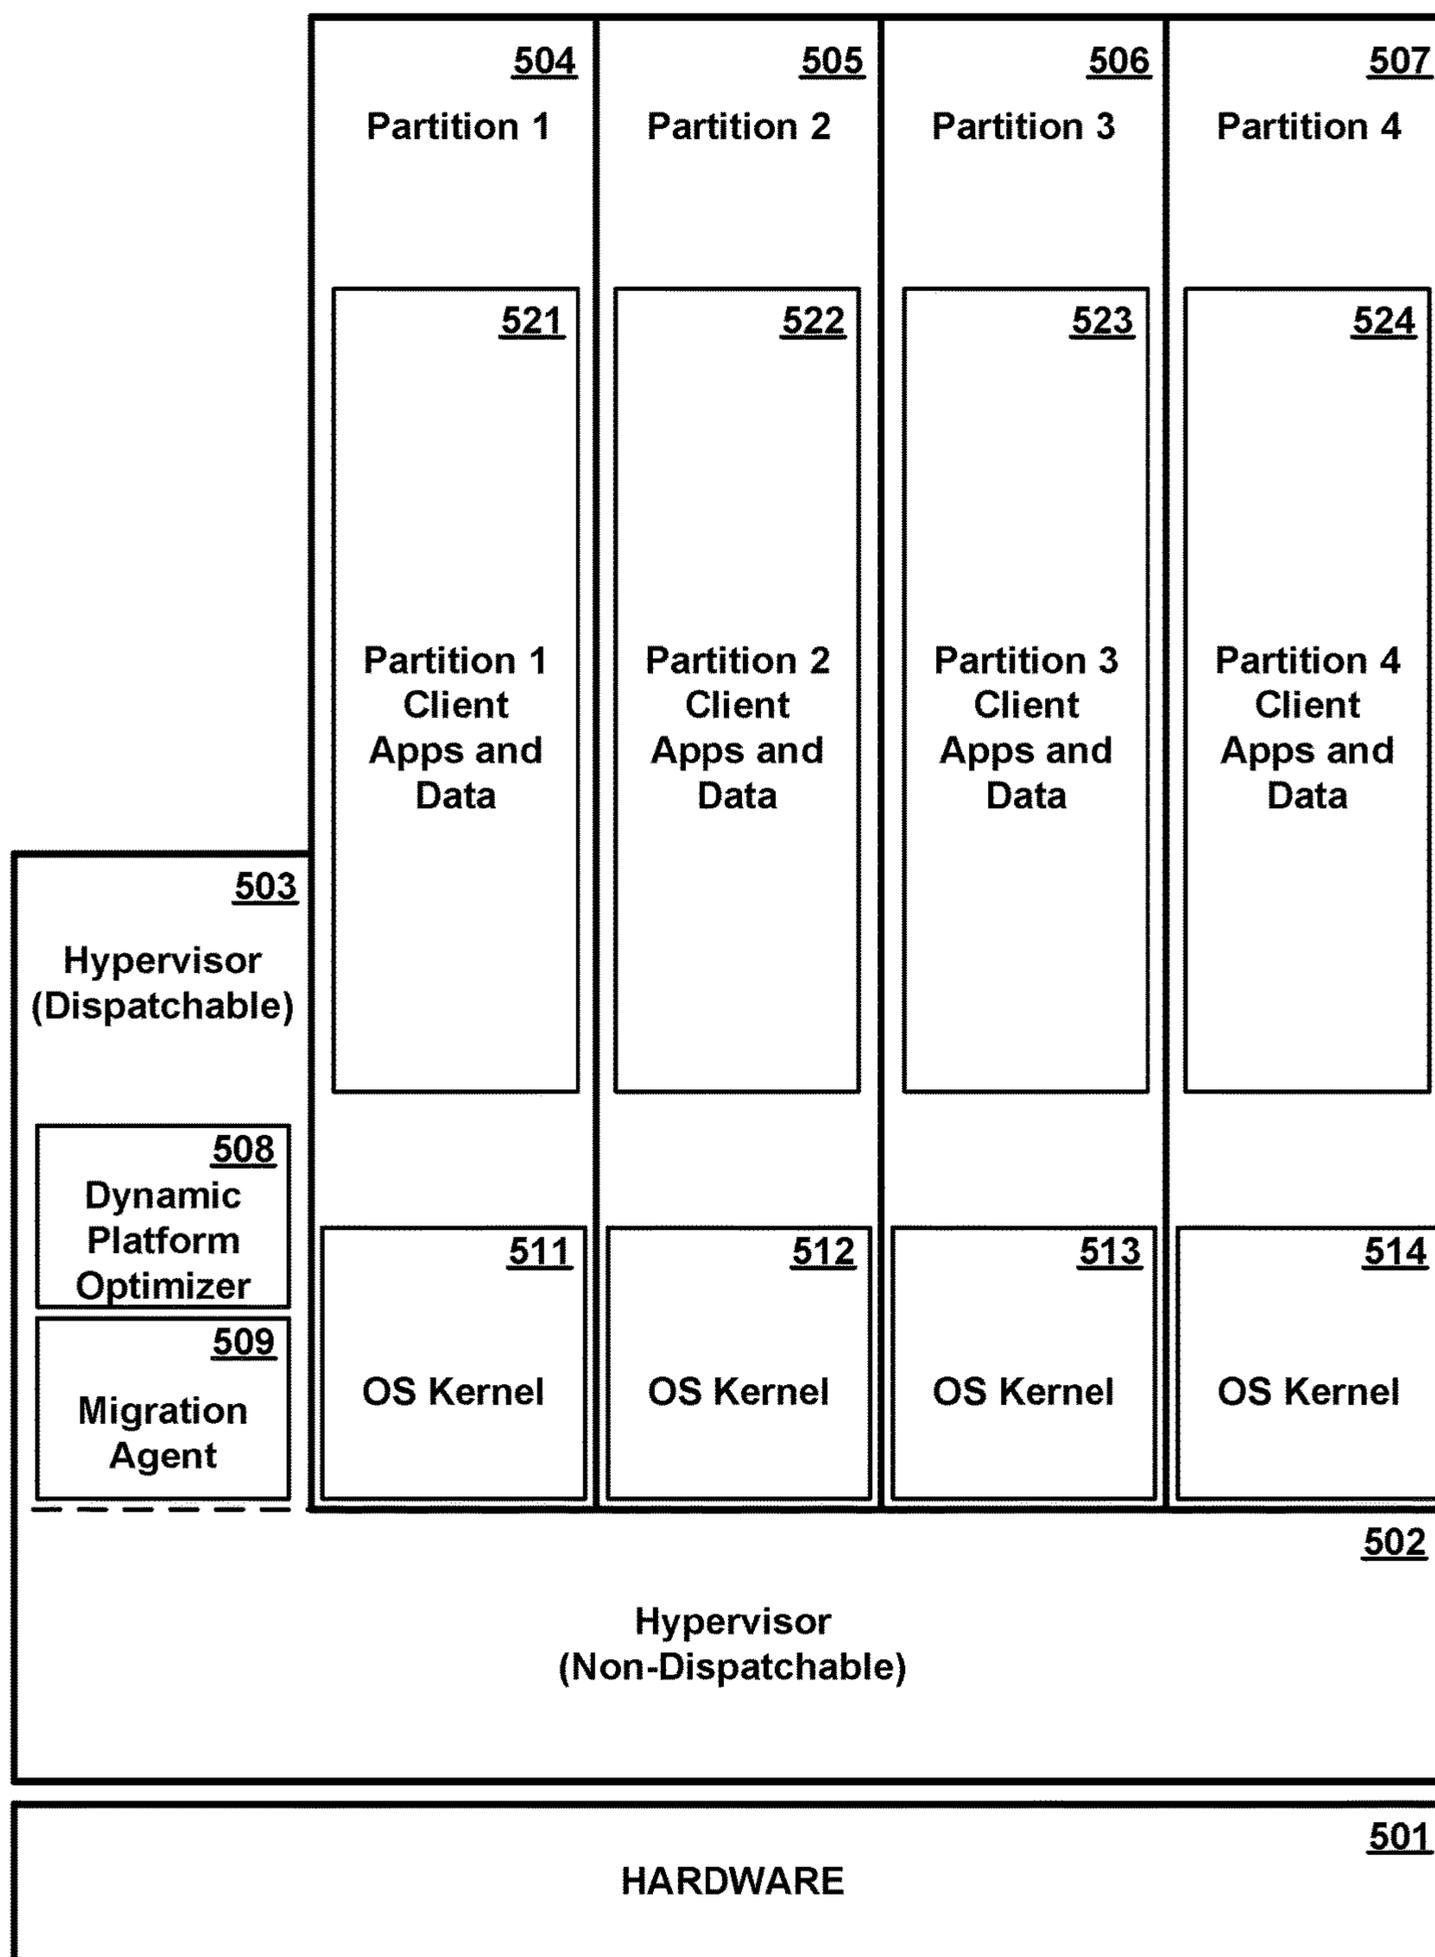 504
Partition 1
505
Partition 2
506
Partition 3
507
Partition 4
521
Partition 1
Client
Apps and
Data
522
Partition 2
Client
Apps and
Data
523
Partition 3
Client
Apps and
Data
524
Partition 4
Client
Apps and
Data
503
Hypervisor
(Dispatchable)
508
Dynamic
Platform
Optimizer
509
Migration
Agent
511
OS Kernel
512
OS Kernel
513
OS Kernel
514
OS Kernel
502
Hypervisor
(Non-Dispatchable)
501
HARDWARE